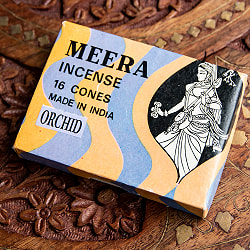 MEERA
INCENSE
16 CONES
MADE IN INDIA
ORCHID